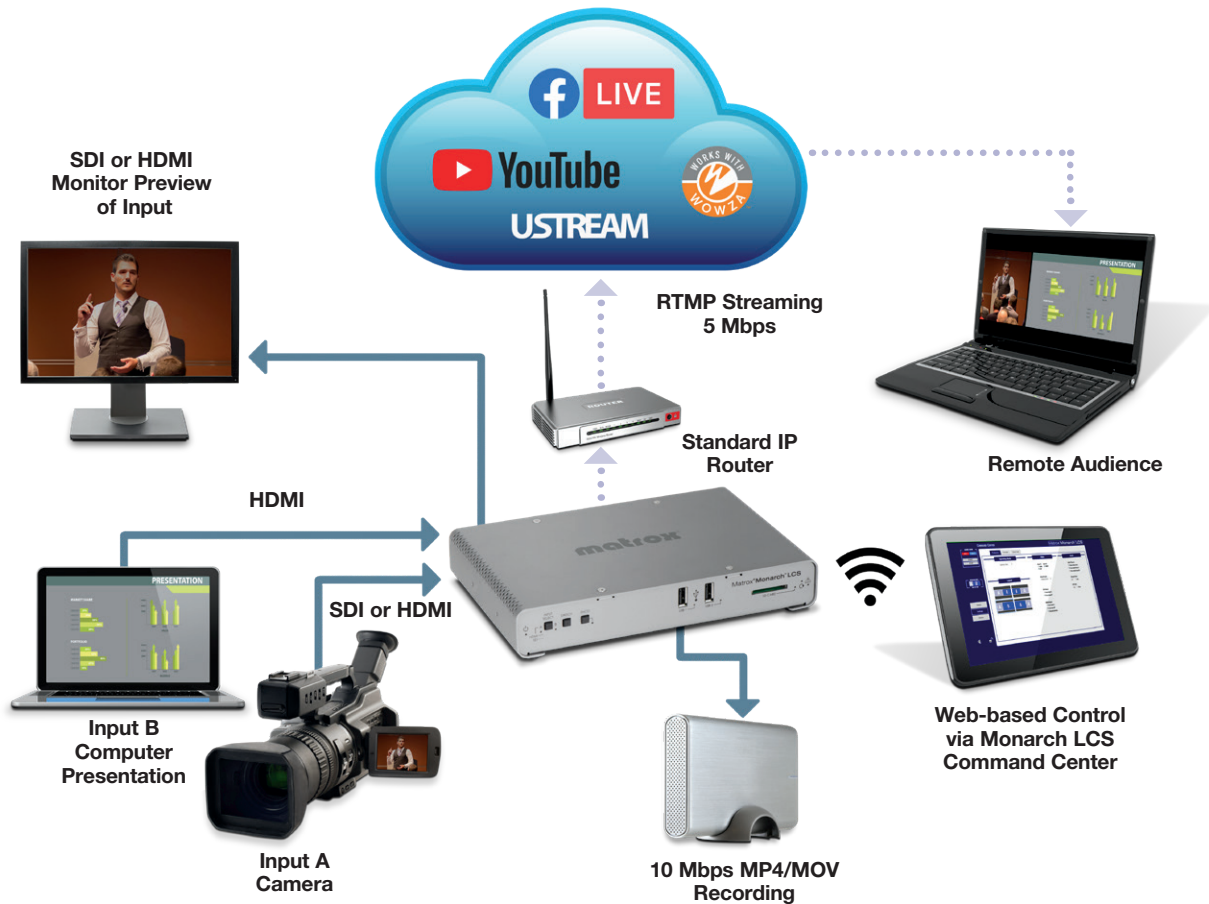 LIVE
YouTube
WORKS WITH
WOWZA
USTREAM
SDI or HDMI
Monitor Preview
of Input
RTMP Streaming
5 Mbps
PRESENTATION
ROUTER
Standard IP
Router
Remote Audience
HDMI
matrox
Matrox Monarch LCS
PRESENTATION
SDI or HDMI
Input B
Computer
Presentation
Input A
Camera
Web-based Control
via Monarch LCS
Command Center
10 Mbps MP4/MOV
Recording